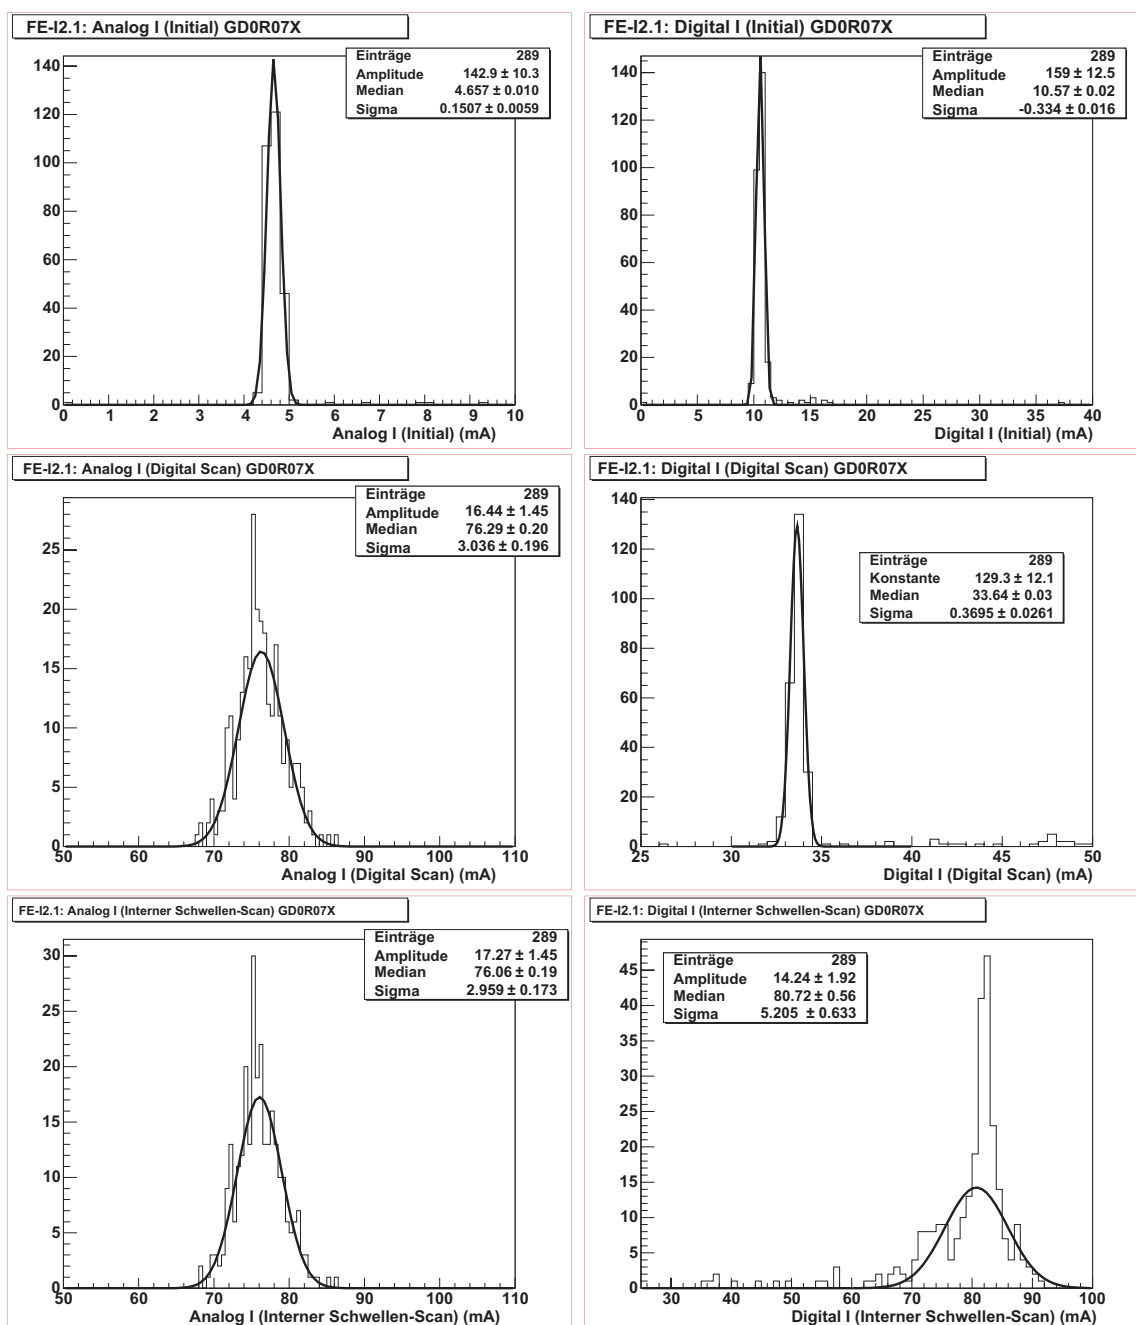 FE-I2.1: Analog I (Initial) GD0R07X
Einträge 289
Amplitude 142.9 ± 10.3
Median 4.657 ± 0.010
Sigma 0.1507 ± 0.0059
140
120
100
80
60
40
20
0
0 1 2 3 4 5 6 7 8 9 10
Analog I (Initial) (mA)
FE-I2.1: Digital I (Initial) GD0R07X
Einträge 289
Amplitude 159 ± 12.5
Median 10.57 ± 0.02
Sigma -0.334 ± 0.016
140
120
100
80
60
40
20
0
0 5 10 15 20 25 30 35 40
Digital I (Initial) (mA)
FE-I2.1: Analog I (Digital Scan) GD0R07X
Einträge 289
Amplitude 16.44 ± 1.45
Median 76.29 ± 0.20
Sigma 3.036 ± 0.196
25
20
15
10
5
0
50 60 70 80 90 100 110
Analog I (Digital Scan) (mA)
FE-I2.1: Digital I (Digital Scan) GD0R07X
Einträge 289
Konstante 129.3 ± 12.1
Median 33.64 ± 0.03
Sigma 0.3695 ± 0.0261
140
120
100
80
60
40
20
0
25 30 35 40 45 50
Digital I (Digital Scan) (mA)
FE-I2.1: Analog I (Interner Schwellen-Scan) GD0R07X
Einträge 289
Amplitude 17.27 ± 1.45
Median 76.06 ± 0.19
Sigma 2.959 ± 0.173
30
25
20
15
10
5
0
50 60 70 80 90 100 110
Analog I (Interner Schwellen-Scan) (mA)
FE-I2.1: Digital I (Interner Schwellen-Scan) GD0R07X
Einträge 289
Amplitude 14.24 ± 1.92
Median 80.72 ± 0.56
Sigma 5.205 ± 0.633
45
40
35
30
25
20
15
10
5
0
30 40 50 60 70 80 90 100
Digital I (Interner Schwellen-Scan) (mA)